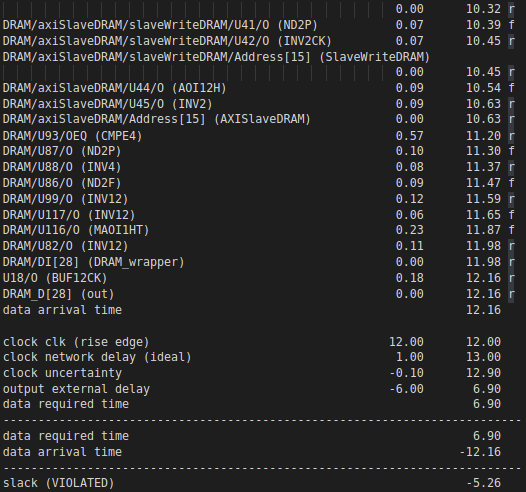 0.00 10.32 r
DRAM/axiSlaveDRAM/slaveWriteDRAM/U41/O (ND2P) 0.07 10.39 f
DRAM/axiSlaveDRAM/slaveWriteDRAM/U42/O (INV2CK) 0.07 10.45 r
DRAM/axiSlaveDRAM/slaveWriteDRAM/Address[15] (SlaveWriteDRAM)
0.00 10.45 r
DRAM/axiSlaveDRAM/U44/O (AOI12H) 0.09 10.54 f
DRAM/axiSlaveDRAM/U45/O (INV2) 0.09 10.63 r
DRAM/axiSlaveDRAM/Address[15] (AXISlaveDRAM) 0.00 10.63 r
DRAM/U93/OEQ (CMPE4) 0.57 11.20 r
DRAM/U87/O (ND2P) 0.10 11.30 f
DRAM/U88/O (INV4) 0.08 11.37 r
DRAM/U86/O (ND2F) 0.09 11.47 f
DRAM/U99/O (INV12) 0.12 11.59 r
DRAM/U117/O (INV12) 0.06 11.65 f
DRAM/U116/O (MAOI1HT) 0.23 11.87 f
DRAM/U82/O (INV12) 0.11 11.98 r
DRAM/DI[28] (DRAM_wrapper) 0.00 11.98 r
U18/O (BUF12CK) 0.18 12.16 r
DRAM_D[28] (out) 0.00 12.16 r
data arrival time 12.16
clock clk (rise edge) 12.00 12.00
clock network delay (ideal) 1.00 13.00
clock uncertainty -0.10 12.90
output external delay -6.00 6.90
data required time 6.90
--------------------------------------------------------------------------
data required time 6.90
data arrival time -12.16
--------------------------------------------------------------------------
slack (VIOLATED) -5.26